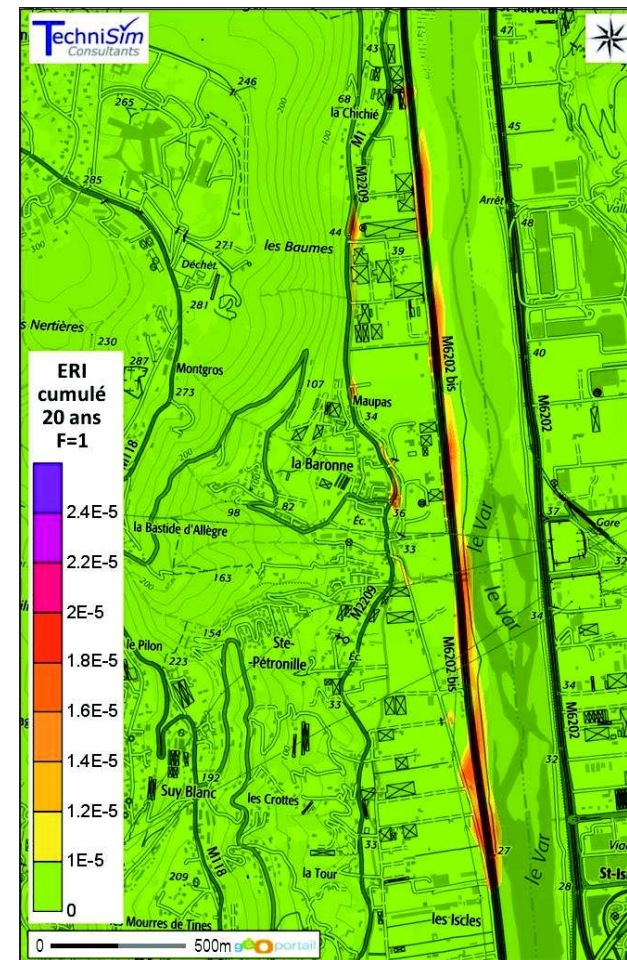 TechniSim
Consultants
St Sauveur
47
43
246
265
68
la Chichié
45
M1
M2209
285
Arrêt
48
44
271
les Baumes
39
Déchet.
281
s Nertières
230
40
M6202 bis
287
107
Montgros
273
Maupas
34
M6202
M118
la Baronne
98
82
36
37
Gare
la Bastide d'Allègre
Éc.
33
le Var
32
163
M2209
34
le Var
154
Ste-
-Pétronille
le Pilon
223
Éc.
M6202 bis
33
34
M6202
192
32
Suy Blanc
les Crottes
33
27
M118
la Tour
le Var
209
28
St-Is
les Iscles
es Mourres de Tines
ERI
cumulé
20 ans
F=1
2.4E-5
2.2E-5
2E-5
1.8E-5
1.6E-5
1.4E-5
1.2E-5
1E-5
0
0 500m géoportail